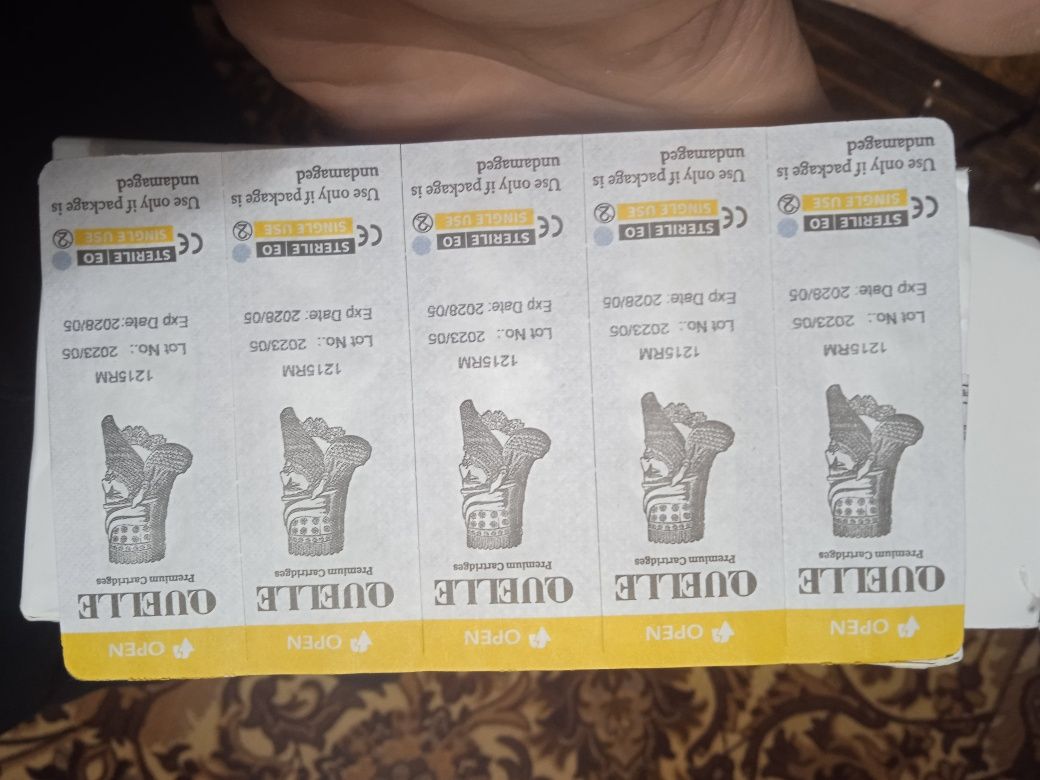 OPEN
QUELLE
Premium Cartridges
1215RM
Lot No.: 2023/05
Exp Date: 2028/05
CE STERILE EO
SINGLE USE 2
Use only if package is
undamaged
OPEN
QUELLE
Premium Cartridges
1215RM
Lot No.: 2023/05
Exp Date: 2028/05
CE STERILE EO
SINGLE USE 2
Use only if package is
undamaged
OPEN
QUELLE
Premium Cartridges
1215RM
Lot No.: 2023/05
Exp Date: 2028/05
CE STERILE EO
SINGLE USE 2
Use only if package is
undamaged
OPEN
QUELLE
Premium Cartridges
1215RM
Lot No.: 2023/05
Exp Date: 2028/05
CE STERILE EO
SINGLE USE 2
Use only if package is
undamaged
OPEN
QUELLE
Premium Cartridges
1215RM
Lot No.: 2023/05
Exp Date:2028/05
CE STERILE EO
SINGLE USE 2
Use only if package is
undamaged